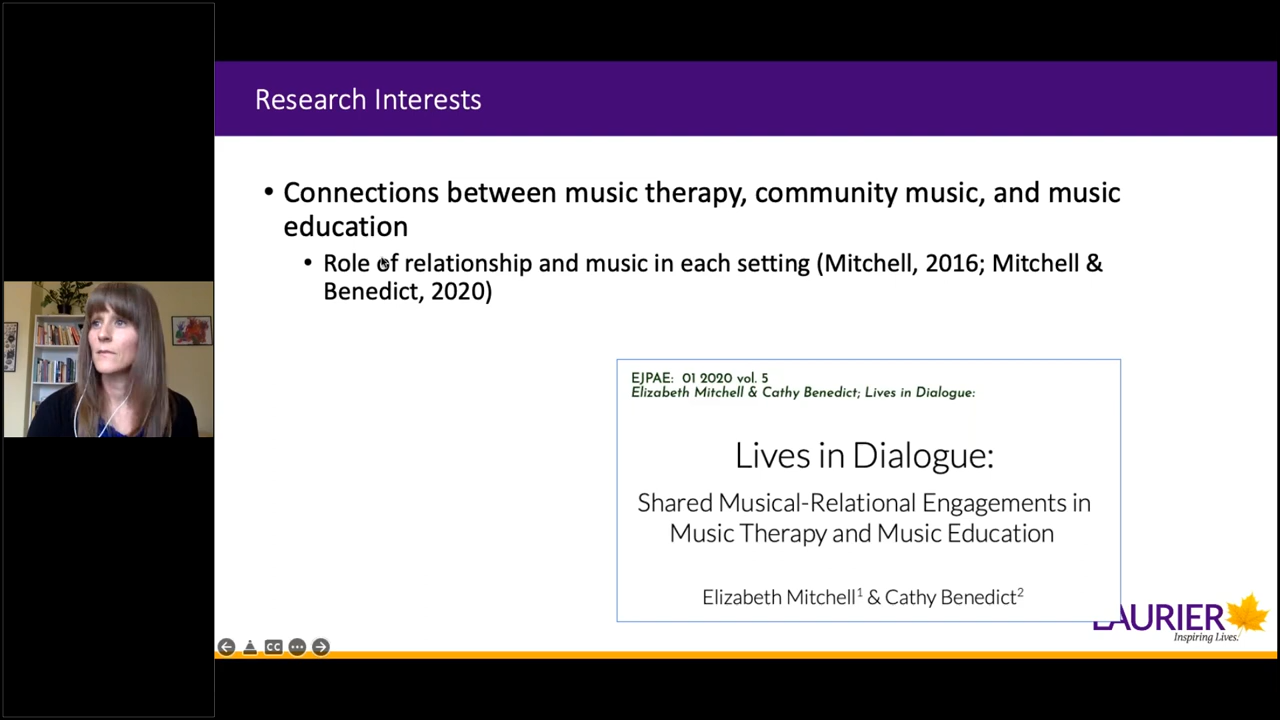 Research Interests
• Connections between music therapy, community music, and music
education
• Role of relationship and music in each setting (Mitchell, 2016; Mitchell &
Benedict, 2020)
EJPAE: 01 2020 vol. 5
Elizabeth Mitchell & Cathy Benedict; Lives in Dialogue:
Lives in Dialogue:
Shared Musical-Relational Engagements in
Music Therapy and Music Education
Elizabeth Mitchell¹ & Cathy Benedict²
LAURIER
Inspiring Lives.
CC